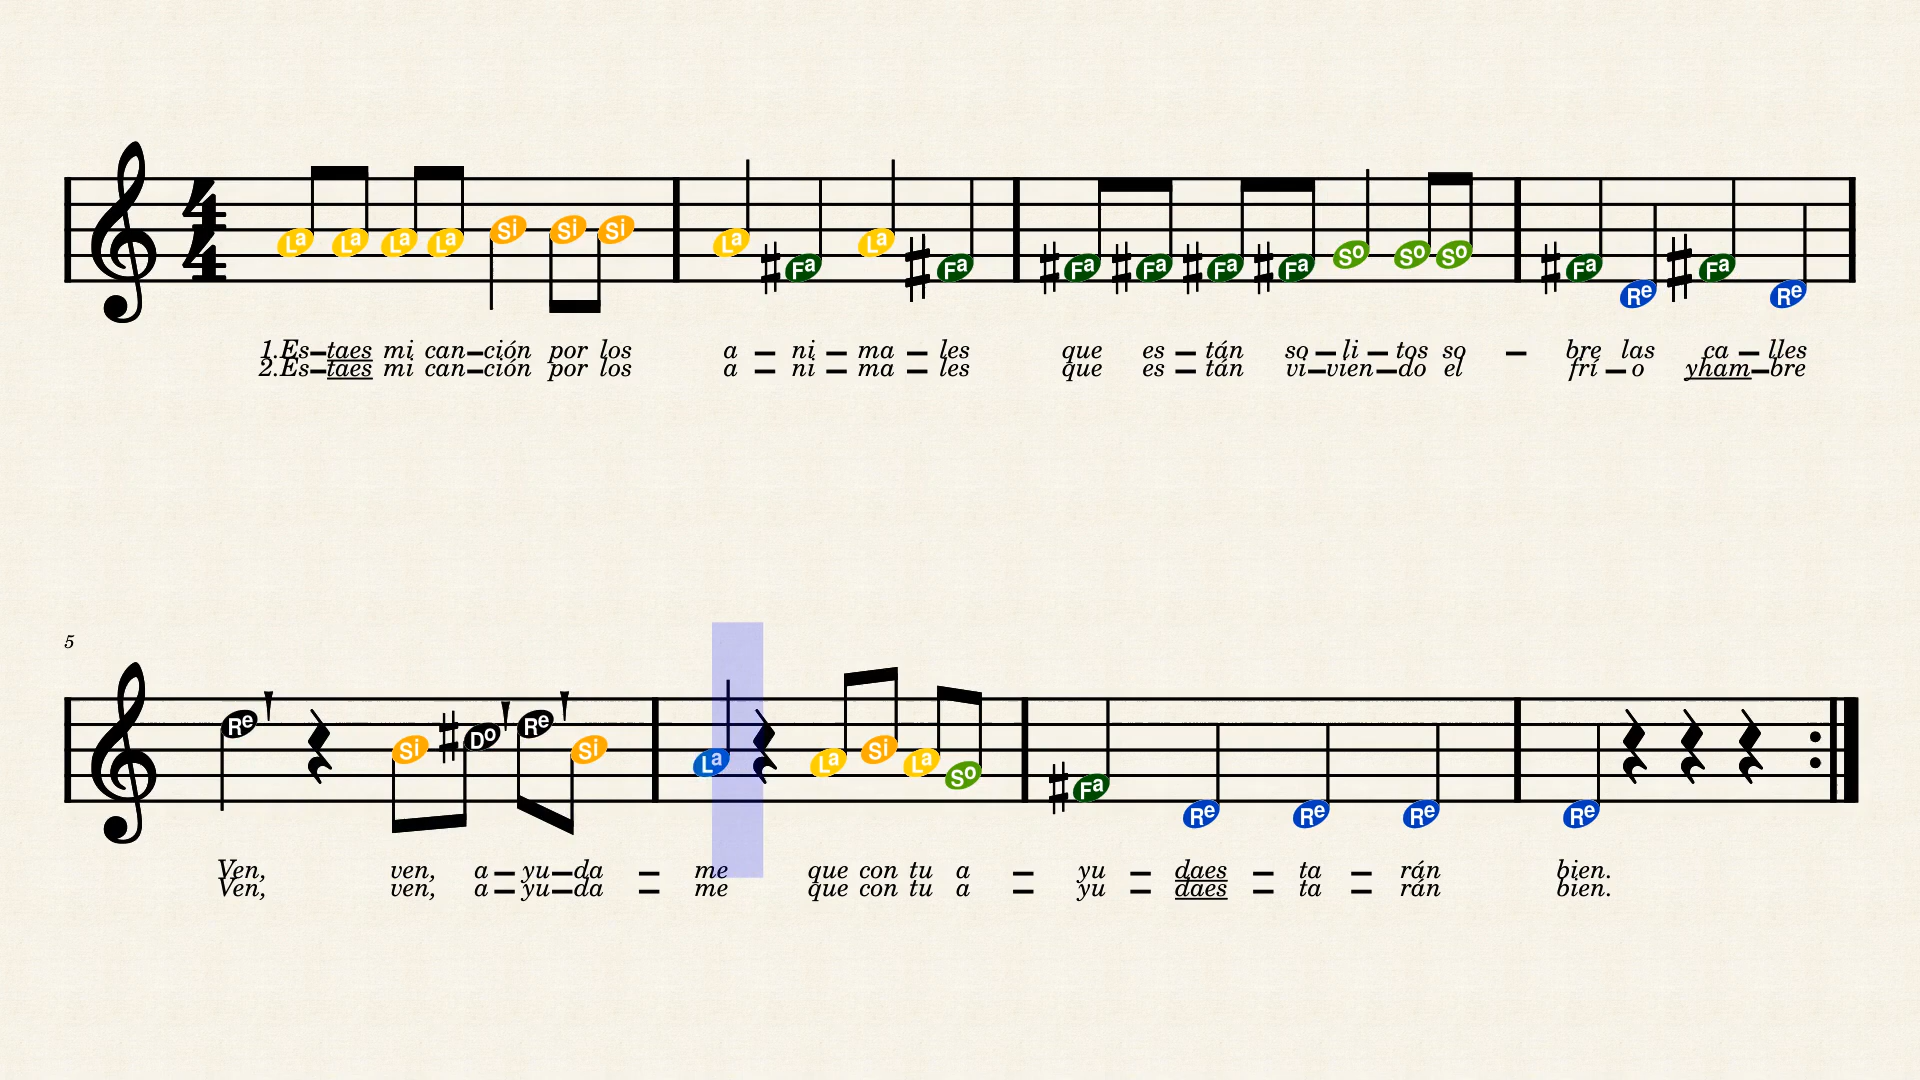 4
4
La La La La Si Si Si La Fa La Fa Fa Fa Fa Fa So So So Fa Re Fa Re
1.Es-taes mi can-ción por los a - ni - ma - les que es - tán so - li - tos so - bre las ca - lles
2.Es-taes mi can-ción por los a - ni - ma - les que es - tán vi-vien-do el frí - o yham-bre
5
Re Si Do Re Si La La Si La So Fa Re Re Re Re
Ven, ven, a - yu-da - me que con tu a - yu - daes - ta - rán bien.
Ven, ven, a - yu-da - me que con tu a - yu - daes - ta - rán bien.